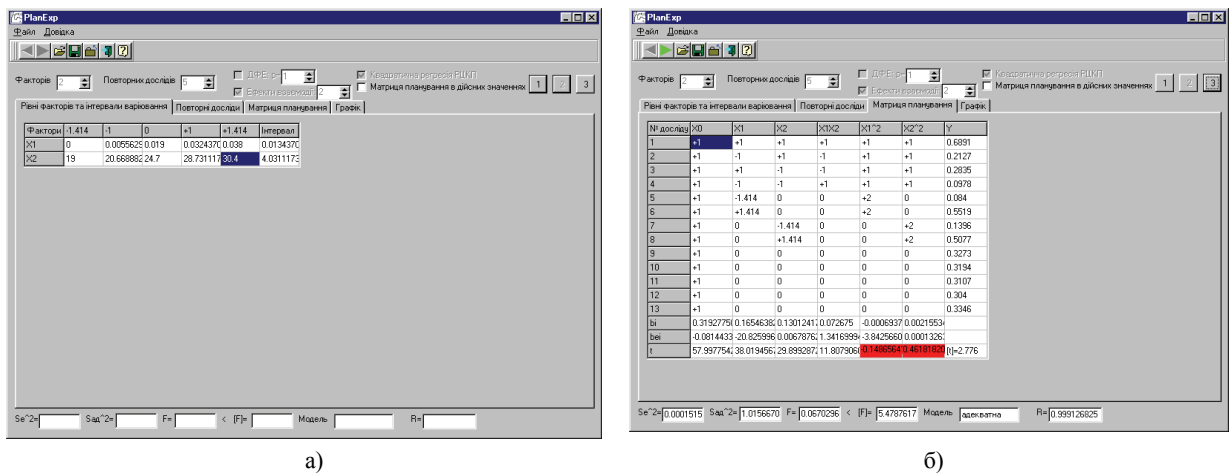 PlanExp
Файл Довідка
Факторів 2 Повторних дослідів 5 ДФЕ: p= 1 Квадратична регресія РЦКП
Ефекти взаємодії: 2 Матриця планування в дійсних значеннях 1 2 3
Рівні факторів та інтервали варіювання Повторні досліди Матриця планування Графік
Фактори -1.414 -1 0 +1 +1.414 Інтервал
X1 0 0.0055629 0.019 0.0324370 0.038 0.0134370
X2 19 20.668882 24.7 28.731117 30.4 4.0311173
Se^2= Sад^2= F= < [F]= Модель R=
а)
PlanExp
Файл Довідка
Факторів 2 Повторних дослідів 5 ДФЕ: p= 1 Квадратична регресія РЦКП
Ефекти взаємодії: 2 Матриця планування в дійсних значеннях 1 2 3
Рівні факторів та інтервали варіювання Повторні досліди Матриця планування Графік
№ досліду X0 X1 X2 X1X2 X1^2 X2^2 Y
1 +1 +1 +1 +1 +1 +1 0.6891
2 +1 -1 +1 -1 +1 +1 0.2127
3 +1 +1 -1 -1 +1 +1 0.2835
4 +1 -1 -1 +1 +1 +1 0.0978
5 +1 -1.414 0 0 +2 0 0.084
6 +1 +1.414 0 0 +2 0 0.5519
7 +1 0 -1.414 0 0 +2 0.1396
8 +1 0 +1.414 0 0 +2 0.5077
9 +1 0 0 0 0 0 0.3273
10 +1 0 0 0 0 0 0.3194
11 +1 0 0 0 0 0 0.3107
12 +1 0 0 0 0 0 0.304
13 +1 0 0 0 0 0 0.3346
bi 0.3192775 0.1654638 0.1301241 0.072675 -0.0006937 0.0021553
bei -0.0814433 -20.825996 0.0067876 1.3416999 -3.8425660 0.0001326
t 57.997754 38.019456 29.899287 11.807906 -0.1486564 0.4618182 [t]=2.776
Se^2= 0.0001515 Sад^2= 1.0156670 F= 0.0670296 < [F]= 5.4787617 Модель адекватна R= 0.999126825
б)